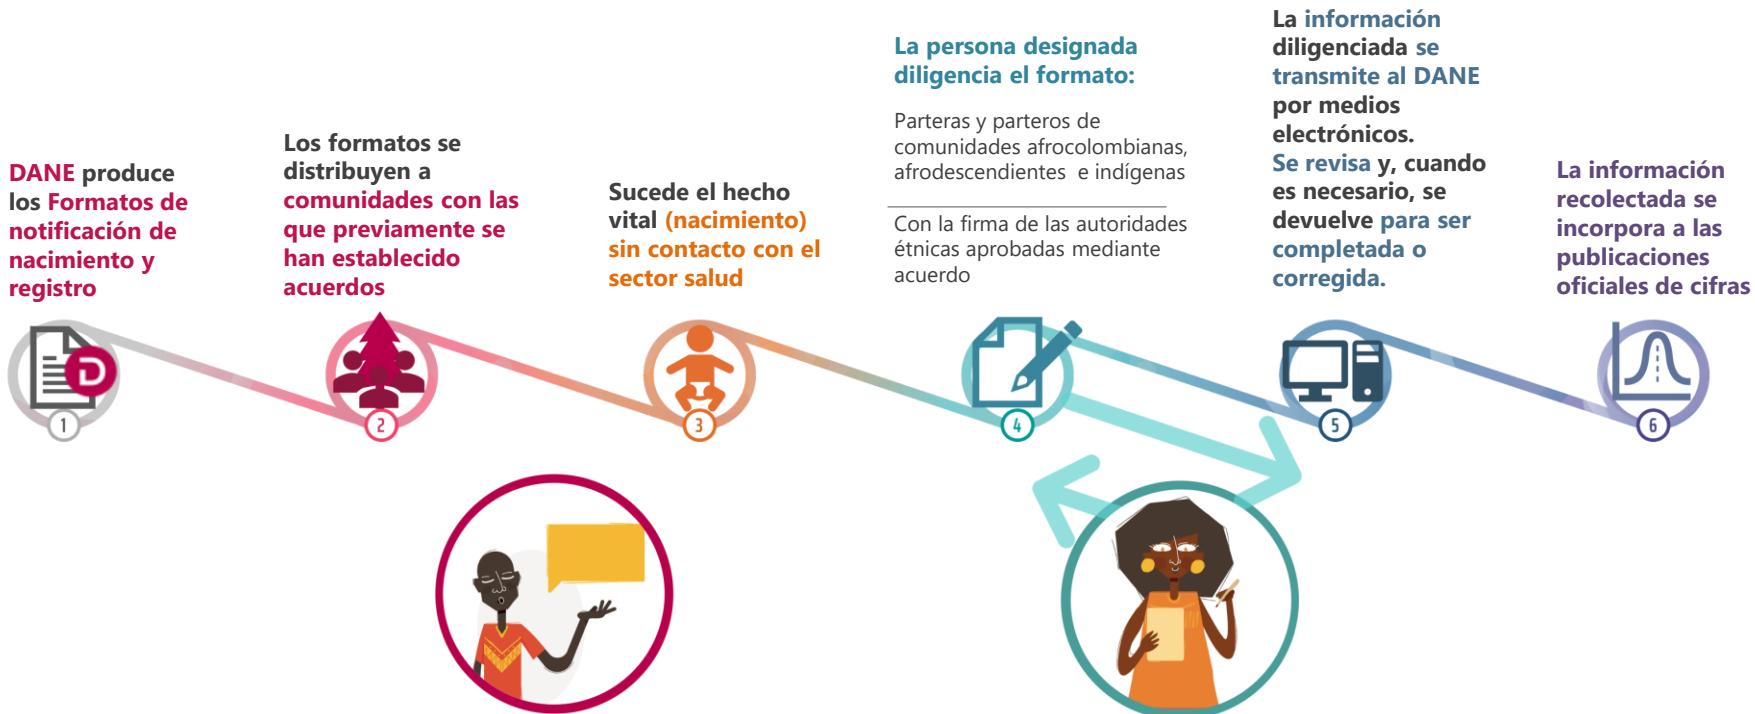 DANE produce
los Formatos de
notificación de
nacimiento y
registro
1
Los formatos se
distribuyen a
comunidades con las
que previamente se
han establecido
acuerdos
2
Sucede el hecho
vital (nacimiento)
sin contacto con el
sector salud
3
La persona designada
diligencia el formato:
Parteras y parteros de
comunidades afrocolombianas,
afrodescendientes e indígenas
Con la firma de las autoridades
étnicas aprobadas mediante
acuerdo
4
La información
diligenciada se
transmite al DANE
por medios
electrónicos.
Se revisa y, cuando
es necesario, se
devuelve para ser
completada o
corregida.
5
La información
recolectada se
incorpora a las
publicaciones
oficiales de cifras
6